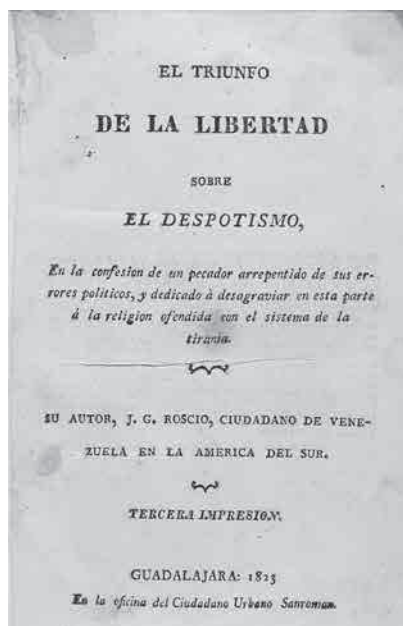 EL TRIUNFO
DE LA LIBERTAD
SOBRE
EL DESPOTISMO,
En la confesion de un pecador arrepentido de sus er-
rores politicos, y dedicado à desagraviar en esta parte
á la religion ofendida con el sistema de la
tirania.
SU AUTOR, J. G. ROSCIO, CIUDADANO DE VENE-
ZUELA EN LA AMERICA DEL SUR.
TERCERA IMPRESION.
GUADALAJARA: 1823
En la oficina del Ciudadano Urbano Sanroman.